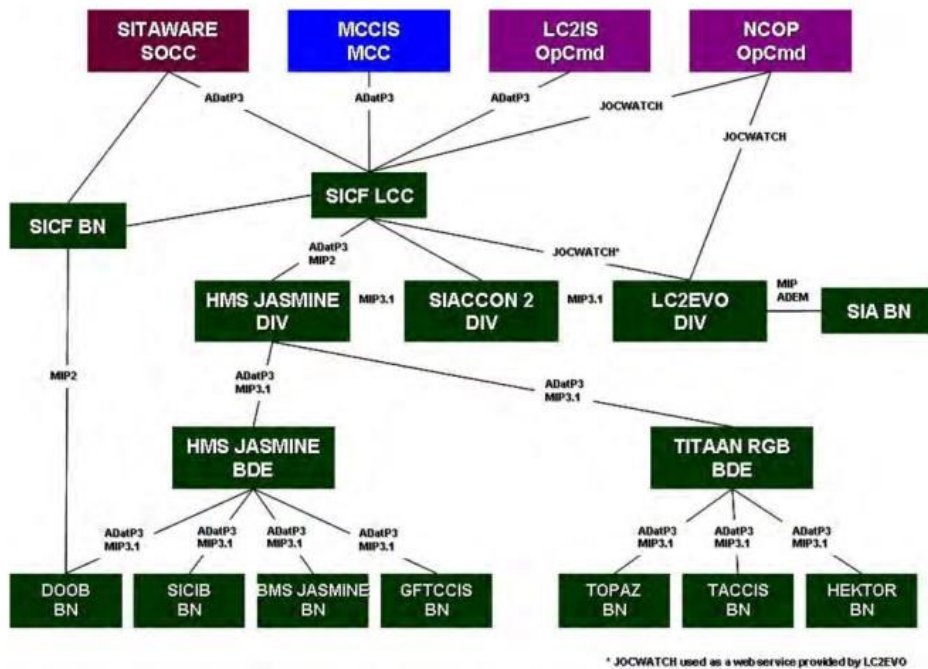 SITAWARE
SOCC
MCCIS
MCC
LC2IS
OpCmd
NCOP
OpCmd
ADatP3
ADatP3
ADatP3
JOCWATCH
JOCWATCH
SICF LCC
SICF BN
ADatP3
MIP2
JOCWATCH*
HMS JASMINE
DIV
MIP3.1
SIACCON 2
DIV
MIP3.1
LC2EVO
DIV
MIP
ADEM
SIA BN
MIP2
ADatP3
MIP3.1
ADatP3
MIP3.1
HMS JASMINE
BDE
TITAAN RGB
BDE
ADatP3
MIP3.1
ADatP3
MIP3.1
ADatP3
MIP3.1
ADatP3
MIP3.1
ADatP3
MIP3.1
ADatP3
MIP3.1
ADatP3
MIP3.1
DOOB
BN
SICIB
BN
BMS JASMINE
BN
GFTCCIS
BN
TOPAZ
BN
TACCIS
BN
HEKTOR
BN
* JOCWATCH used as a web service provided by LC2EVO